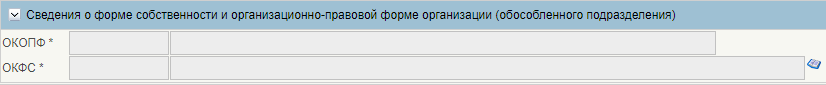 Сведения о форме собственности и организационно-правовой форме организации (обособленного подразделения)
ОКОПФ *
ОКФС *